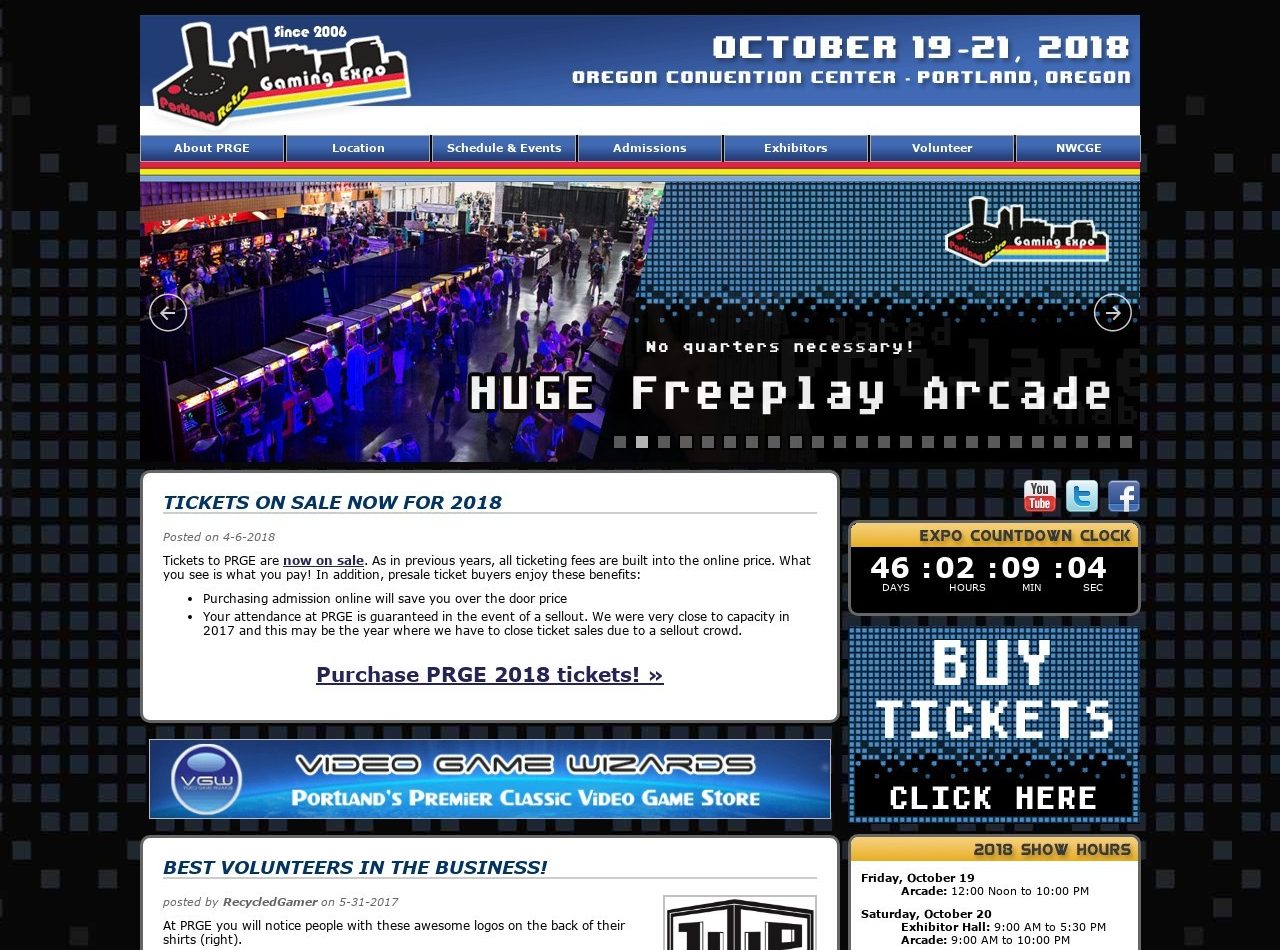 Since 2006
Portland Retro
Gaming Expo
OCTOBER 19-21, 2018
OREGON CONVENTION CENTER - PORTLAND, OREGON
About PRGE
Location
Schedule & Events
Admissions
Exhibitors
Volunteer
NWCGE
Portland Retro
Gaming Expo
No quarters necessary!
HUGE Freeplay Arcade
TICKETS ON SALE NOW FOR 2018
Posted on 4-6-2018
Tickets to PRGE are now on sale. As in previous years, all ticketing fees are built into the online price. What
you see is what you pay! In addition, presale ticket buyers enjoy these benefits:
• Purchasing admission online will save you over the door price
• Your attendance at PRGE is guaranteed in the event of a sellout. We were very close to capacity in
2017 and this may be the year where we have to close ticket sales due to a sellout crowd.
Purchase PRGE 2018 tickets! »
VGW
VIDEO GAME WIZARDS
PORTLAND'S PREMIER CLASSIC VIDEO GAME STORE
BEST VOLUNTEERS IN THE BUSINESS!
posted by RecycledGamer on 5-31-2017
At PRGE you will notice people with these awesome logos on the back of their
shirts (right).
You
Tube
EXPO COUNTDOWN CLOCK
46 : 02 : 09 : 04
DAYS HOURS MIN SEC
BUY
TICKETS
CLICK HERE
2018 SHOW HOURS
Friday, October 19
Arcade: 12:00 Noon to 10:00 PM
Saturday, October 20
Exhibitor Hall: 9:00 AM to 5:30 PM
Arcade: 9:00 AM to 10:00 PM